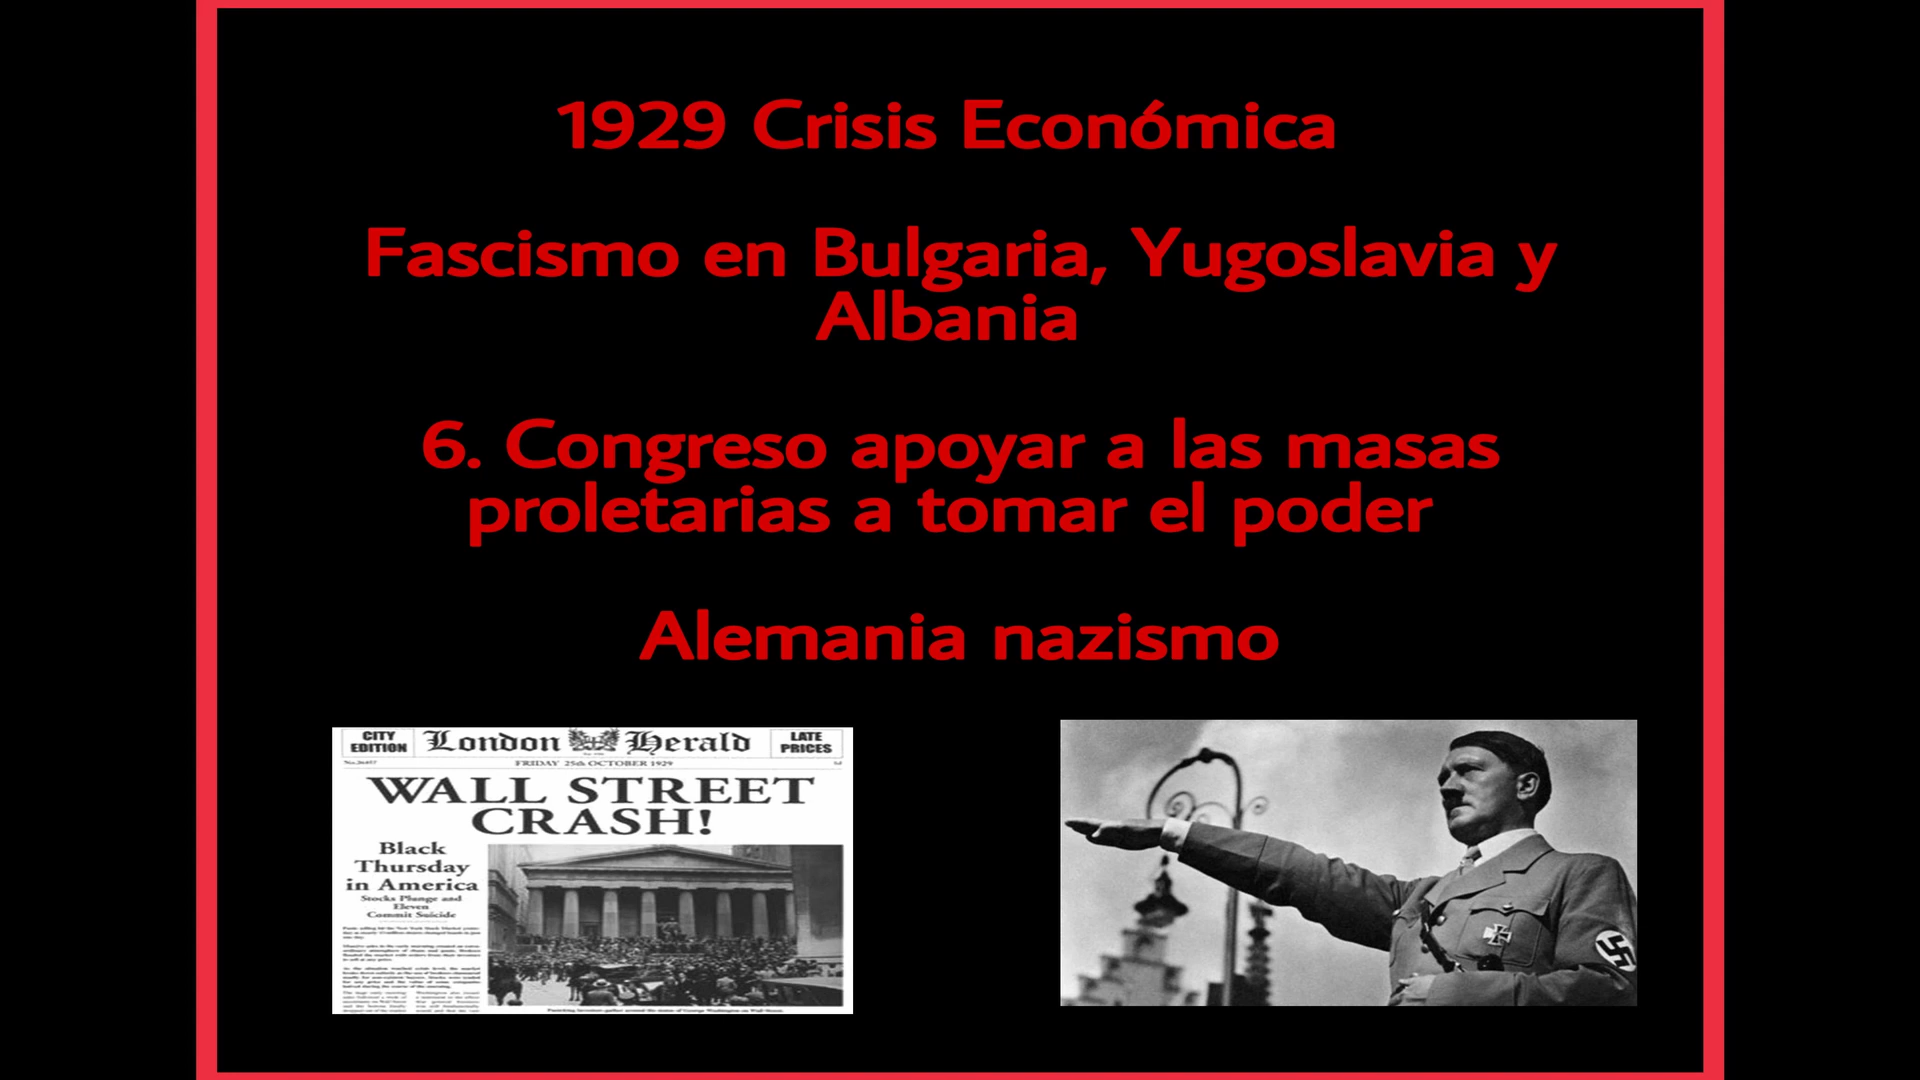 1929 Crisis Económica
Fascismo en Bulgaria, Yugoslavia y
Albania
6. Congreso apoyar a las masas
proletarias a tomar el poder
Alemania nazismo
CITY
EDITION
London Herald
LATE
PRICES
FRIDAY 25th OCTOBER 1929
WALL STREET
CRASH!
Black
Thursday
in America
Stocks Plunge and
Eleven
Commit Suicide